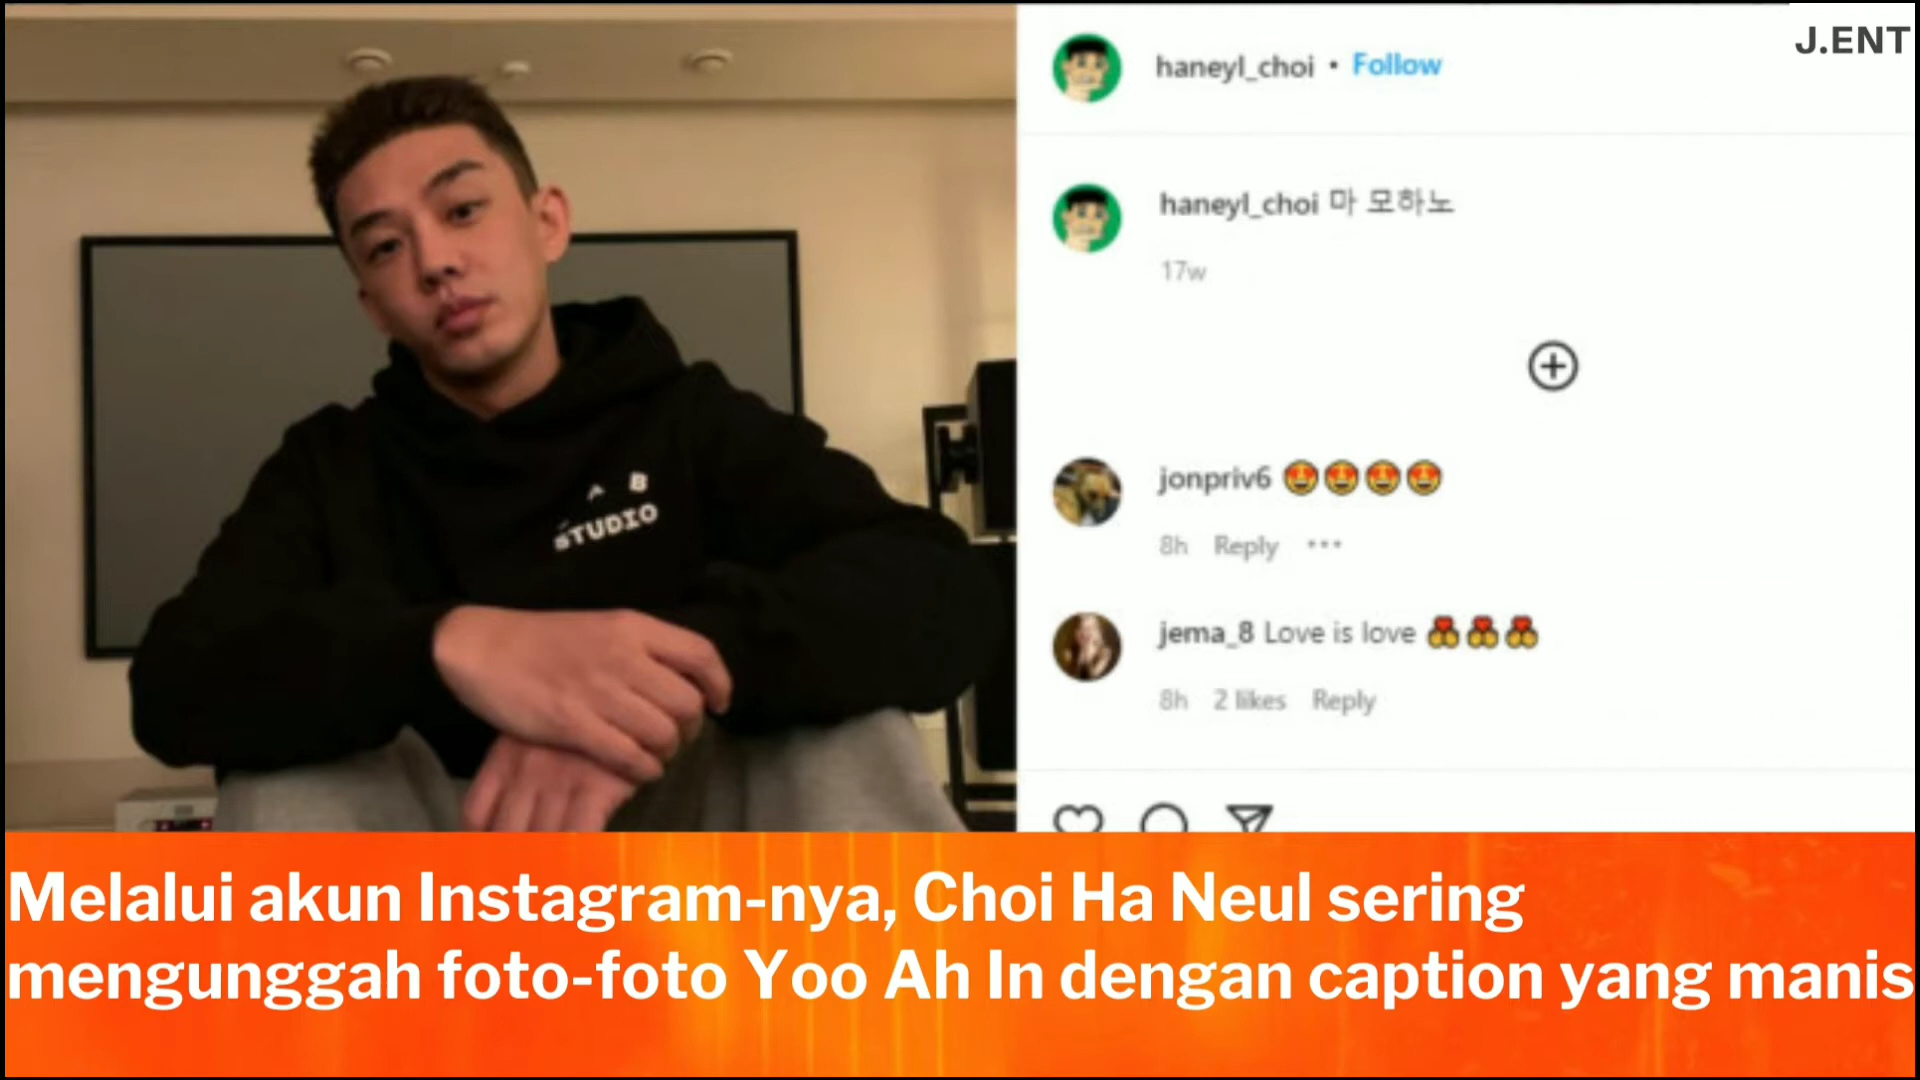 J.ENT
haneyl_choi • Follow
haneyl_choi 마 모하노
17w
jonpriv6 😍😍😍😍
8h Reply •••
jema_8 Love is love 💏💏💏
8h 2 likes Reply
STUDIO
Melalui akun Instagram-nya, Choi Ha Neul sering
mengunggah foto-foto Yoo Ah In dengan caption yang manis